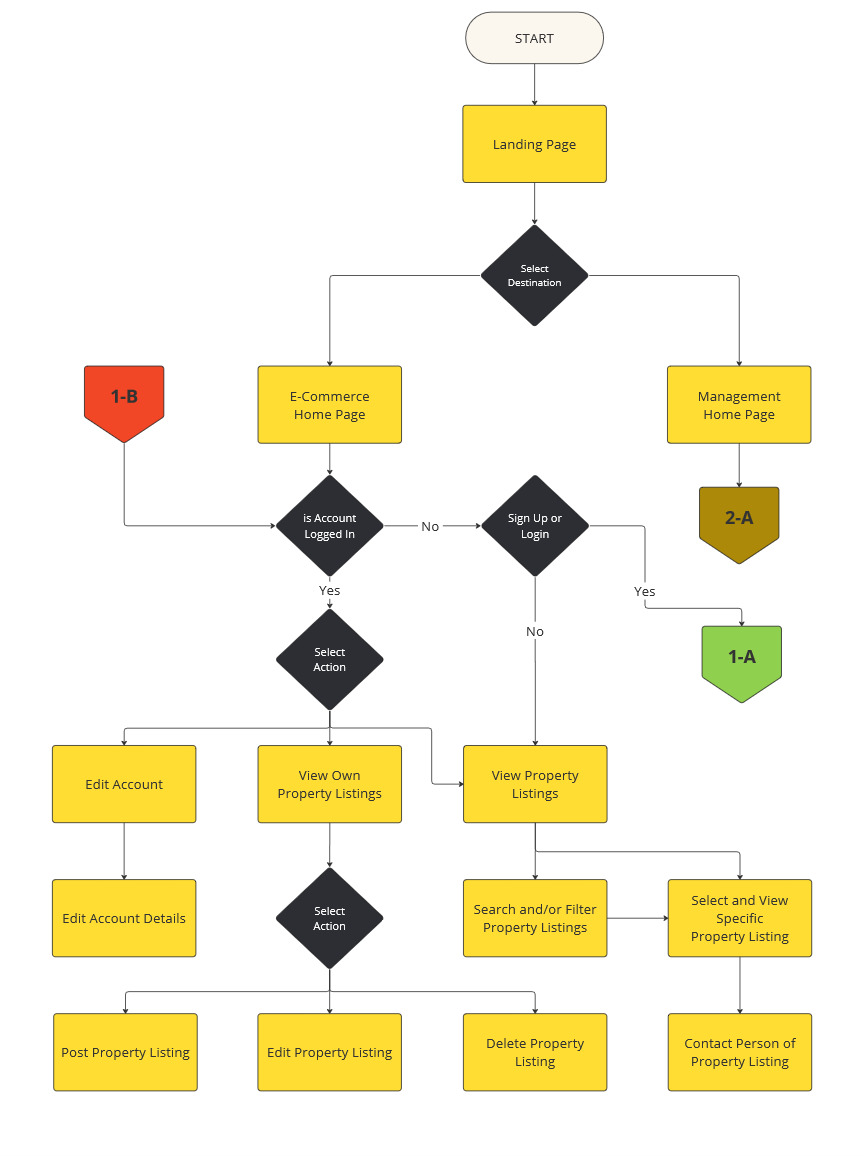 START
Landing Page
Select
Destination
1-B
E-Commerce
Home Page
Management
Home Page
is Account
Logged In
No
Sign Up or
Login
2-A
Yes
Yes
No
1-A
Select
Action
Edit Account
View Own
Property Listings
View Property
Listings
Edit Account Details
Select
Action
Search and/or Filter
Property Listings
Select and View
Specific
Property Listing
Post Property Listing
Edit Property Listing
Delete Property
Listing
Contact Person of
Property Listing